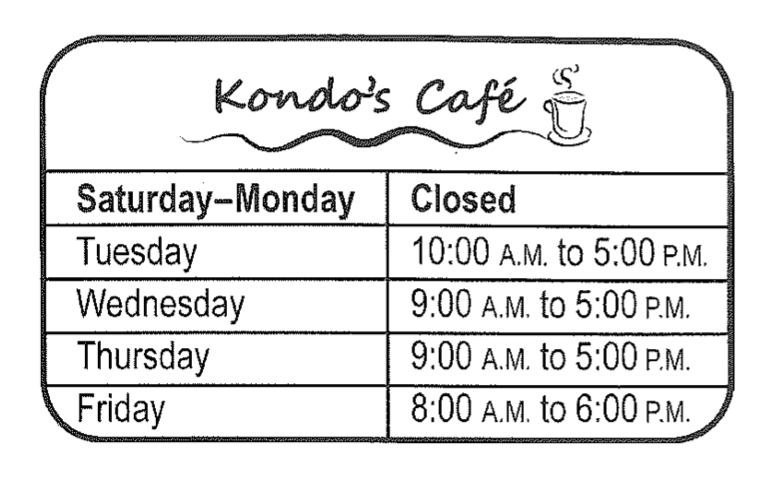 Kondo's Café
Saturday–Monday Closed
Tuesday 10:00 A.M. to 5:00 P.M.
Wednesday 9:00 A.M. to 5:00 P.M.
Thursday 9:00 A.M. to 5:00 P.M.
Friday 8:00 A.M. to 6:00 P.M.